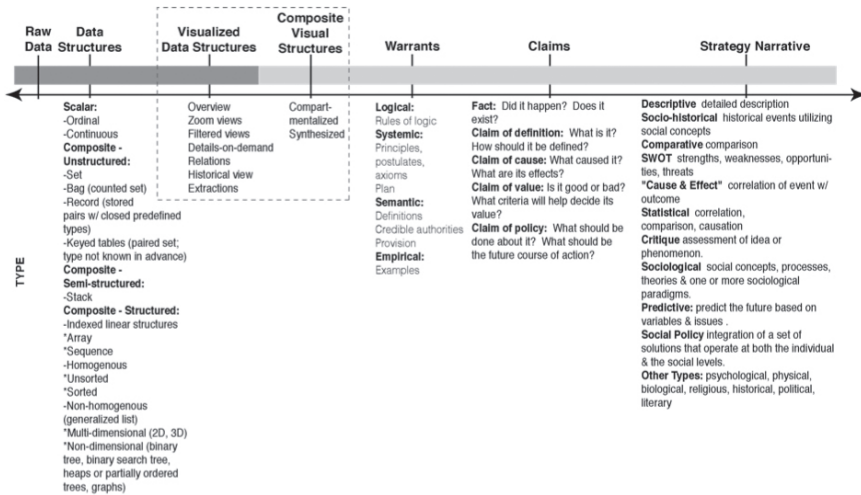 Raw
Data
Data
Structures
Visualized
Data Structures
Composite
Visual
Structures
Warrants
Claims
Strategy Narrative
TYPE
Scalar:
-Ordinal
-Continuous
Composite -
Unstructured:
-Set
-Bag (counted set)
-Record (stored
pairs w/ closed predefined
types)
-Keyed tables (paired set;
type not known in advance)
Composite -
Semi-structured:
-Stack
Composite - Structured:
-Indexed linear structures
*Array
*Sequence
-Homogenous
*Unsorted
*Sorted
-Non-homogenous
(generalized list)
*Multi-dimensional (2D, 3D)
*Non-dimensional (binary
tree, binary search tree,
heaps or partially ordered
trees, graphs)
Overview
Zoom views
Filtered views
Details-on-demand
Relations
Historical view
Extractions
Compart-
mentalized
Synthesized
Logical:
Rules of logic
Systemic:
Principles,
postulates,
axioms
Plan
Semantic:
Definitions
Credible authorities
Provision
Empirical:
Examples
Fact: Did it happen? Does it
exist?
Claim of definition: What is it?
How should it be defined?
Claim of cause: What caused it?
What are its effects?
Claim of value: Is it good or bad?
What criteria will help decide its
value?
Claim of policy: What should be
done about it? What should be
the future course of action?
Descriptive detailed description
Socio-historical historical events utilizing
social concepts
Comparative comparison
SWOT strengths, weaknesses, opportuni-
ties, threats
"Cause & Effect" correlation of event w/
outcome
Statistical correlation,
comparison, causation
Critique assessment of idea or
phenomenon.
Sociological social concepts, processes,
theories & one or more sociological
paradigms.
Predictive: predict the future based on
variables & issues .
Social Policy integration of a set of
solutions that operate at both the individual
& the social levels.
Other Types: psychological, physical,
biological, religious, historical, political,
literary